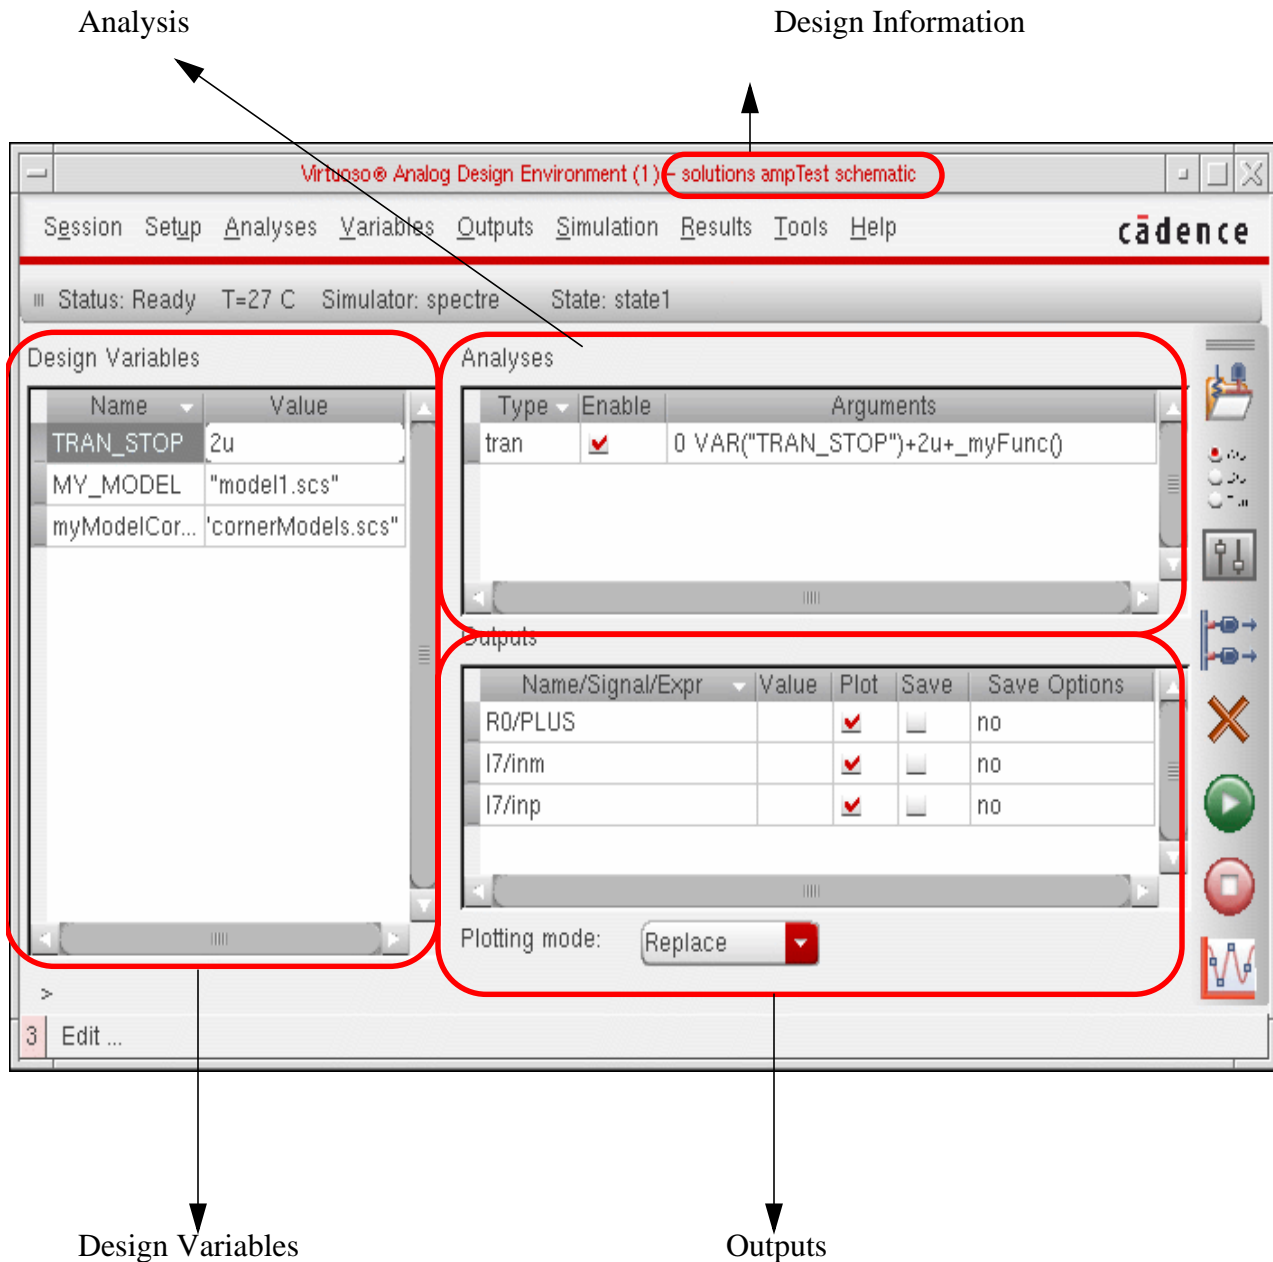 Analysis
Design Information
Virtuoso® Analog Design Environment (1) - solutions ampTest schematic
Session Setup Analyses Variables Outputs Simulation Results Tools Help
cādence
Status: Ready T=27 C Simulator: spectre State: state1
Design Variables
Name Value
TRAN_STOP 2u
MY_MODEL "model1.scs"
myModelCor... 'cornerModels.scs"
Analyses
Type Enable Arguments
tran 0 VAR("TRAN_STOP")+2u+_myFunc()
Outputs
Name/Signal/Expr Value Plot Save Save Options
R0/PLUS no
I7/inm no
I7/inp no
Plotting mode: Replace
>
3 Edit ...
Design Variables
Outputs